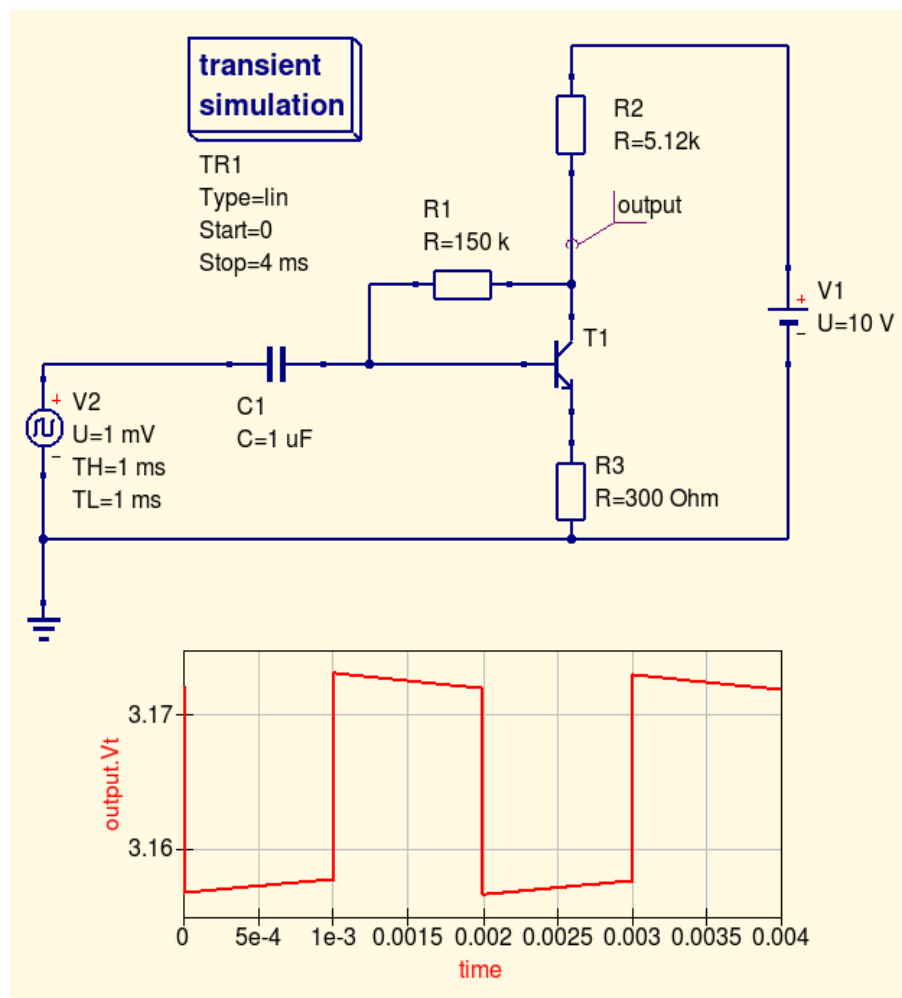 transient
simulation
TR1
Type=lin
Start=0
Stop=4 ms
R2
R=5.12k
output
R1
R=150 k
V1
U=10 V
+
−
T1
+
V2
U=1 mV
−
TH=1 ms
TL=1 ms
C1
C=1 uF
R3
R=300 Ohm
output.Vt
3.17
3.16
0 5e-4 1e-3 0.0015 0.002 0.0025 0.003 0.0035 0.004
time